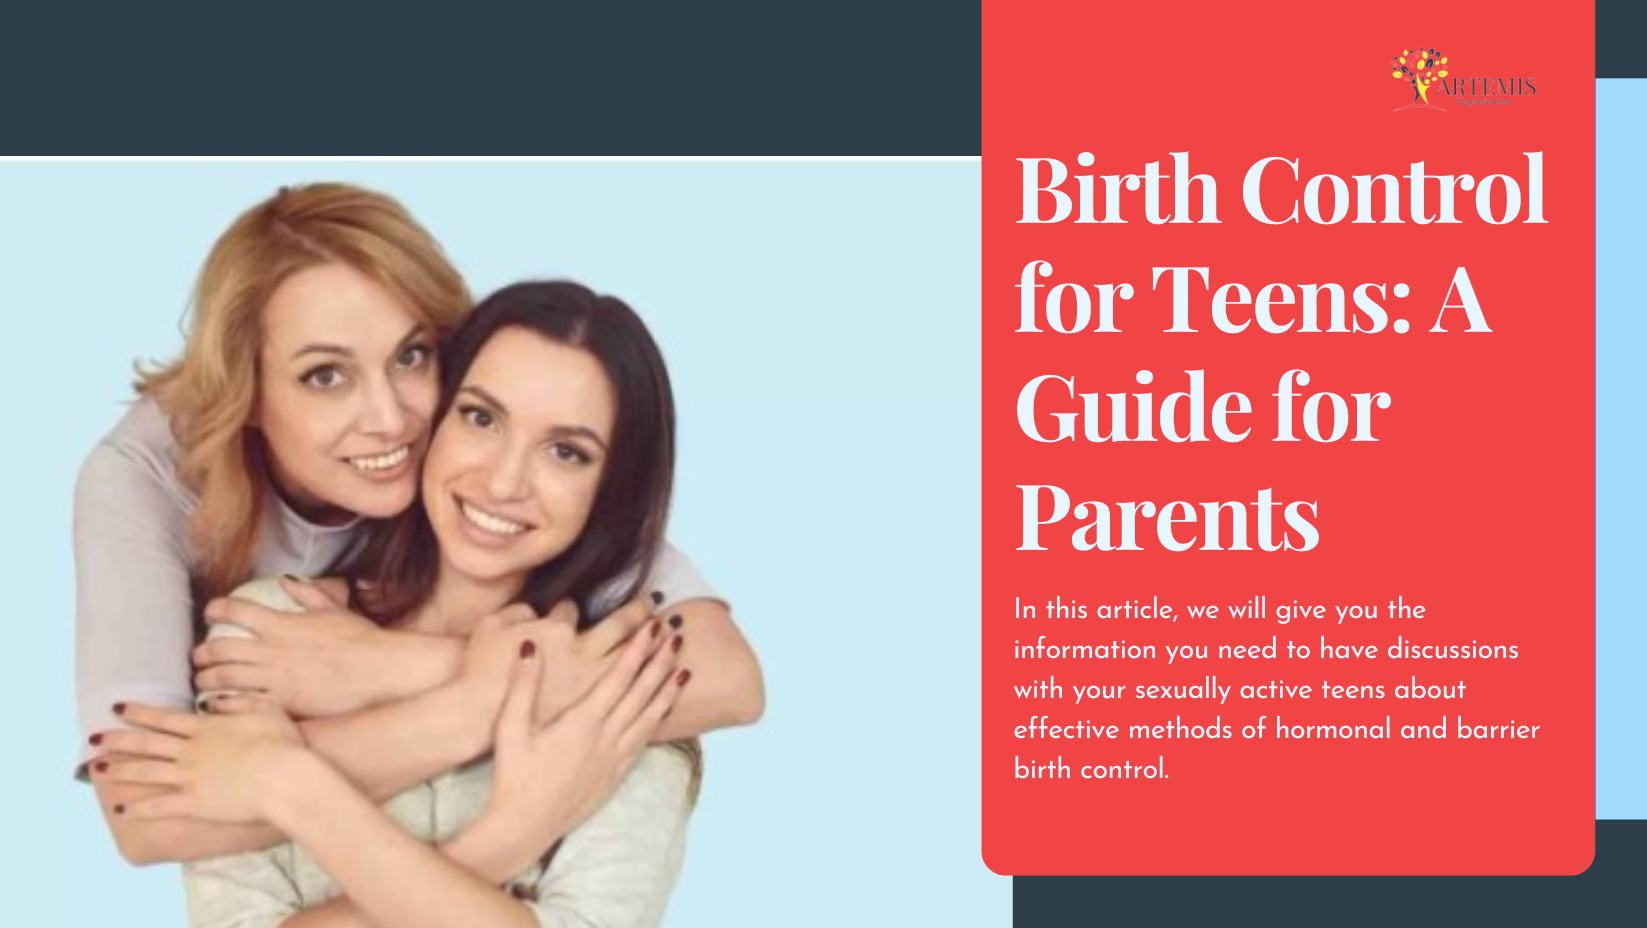 ARTEMIS
Birth Control
for Teens: A
Guide for
Parents
In this article, we will give you the
information you need to have discussions
with your sexually active teens about
effective methods of hormonal and barrier
birth control.